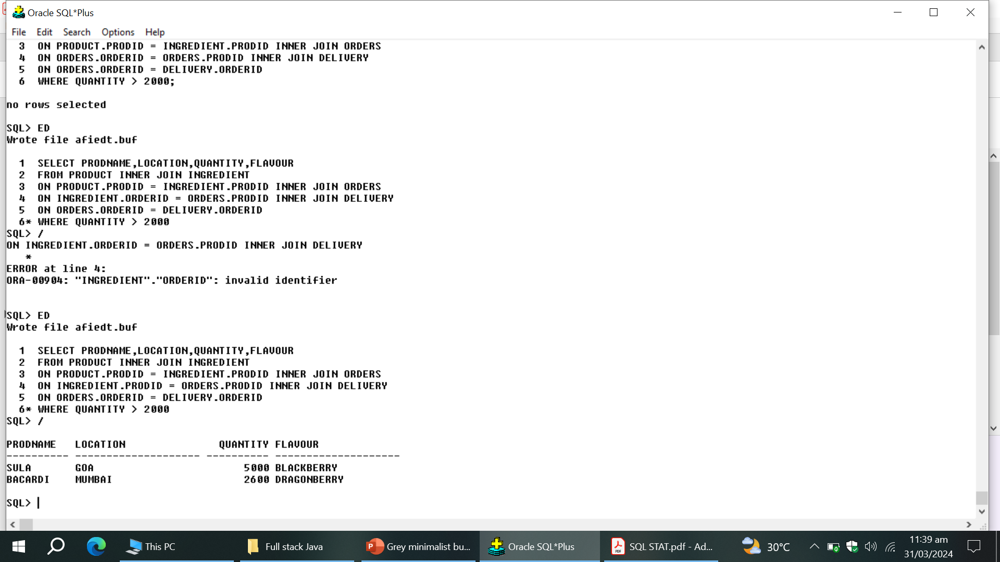 Oracle SQL*Plus
File Edit Search Options Help
3 ON PRODUCT.PRODID = INGREDIENT.PRODID INNER JOIN ORDERS
4 ON ORDERS.ORDERID = ORDERS.PRODID INNER JOIN DELIVERY
5 ON ORDERS.ORDERID = DELIVERY.ORDERID
6 WHERE QUANTITY > 2000;
no rows selected
SQL> ED
Wrote file afiedt.buf
1 SELECT PRODNAME,LOCATION,QUANTITY,FLAVOUR
2 FROM PRODUCT INNER JOIN INGREDIENT
3 ON PRODUCT.PRODID = INGREDIENT.PRODID INNER JOIN ORDERS
4 ON INGREDIENT.ORDERID = ORDERS.PRODID INNER JOIN DELIVERY
5 ON ORDERS.ORDERID = DELIVERY.ORDERID
6* WHERE QUANTITY > 2000
SQL> /
ON INGREDIENT.ORDERID = ORDERS.PRODID INNER JOIN DELIVERY
*
ERROR at line 4:
ORA-00904: "INGREDIENT"."ORDERID": invalid identifier
SQL> ED
Wrote file afiedt.buf
1 SELECT PRODNAME,LOCATION,QUANTITY,FLAVOUR
2 FROM PRODUCT INNER JOIN INGREDIENT
3 ON PRODUCT.PRODID = INGREDIENT.PRODID INNER JOIN ORDERS
4 ON INGREDIENT.PRODID = ORDERS.PRODID INNER JOIN DELIVERY
5 ON ORDERS.ORDERID = DELIVERY.ORDERID
6* WHERE QUANTITY > 2000
SQL> /
PRODNAME LOCATION QUANTITY FLAVOUR
---------- -------------------- ---------- --------------------
SULA GOA 5000 BLACKBERRY
BACARDI MUMBAI 2600 DRAGONBERRY
SQL>
This PC Full stack Java Grey minimalist bu... Oracle SQL*Plus SQL STAT.pdf - Ad... 30°C 11:39 am
31/03/2024